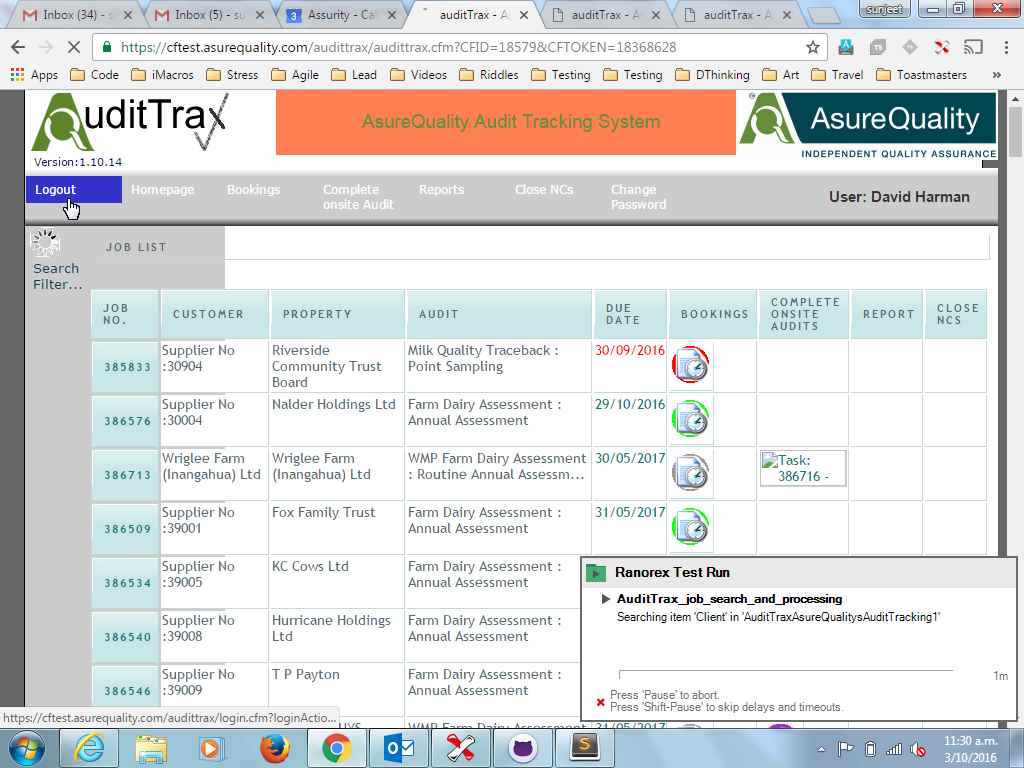 Inbox (34) - s
Inbox (5) - su
Assurity - Cal
auditTrax - A
auditTrax - A
auditTrax - A
sunjeet
https://cftest.asurequality.com/audittrax/audittrax.cfm?CFID=18579&CFTOKEN=18368628
Apps Code iMacros Stress Agile Lead Videos Riddles Testing Testing DThinking Art Travel Toastmasters »
AuditTrax
Version:1.10.14
AsureQuality Audit Tracking System
AsureQuality
INDEPENDENT QUALITY ASSURANCE
Logout Homepage Bookings Complete onsite Audit Reports Close NCs Change Password
User: David Harman
JOB LIST
Search
Filter...
JOB NO. CUSTOMER PROPERTY AUDIT DUE DATE BOOKINGS COMPLETE ONSITE AUDITS REPORT CLOSE NCS
385833 Supplier No :30904 Riverside Community Trust Board Milk Quality Traceback : Point Sampling 30/09/2016
386576 Supplier No :30004 Nalder Holdings Ltd Farm Dairy Assessment : Annual Assessment 29/10/2016
386713 Wriglee Farm (Inangahua) Ltd Wriglee Farm (Inangahua) Ltd WMP Farm Dairy Assessment : Routine Annual Assessm... 30/05/2017 Task: 386716 -
386509 Supplier No :39001 Fox Family Trust Farm Dairy Assessment : Annual Assessment 31/05/2017
386534 Supplier No :39005 KC Cows Ltd Farm Dairy Assessment : Annual Assessment
386540 Supplier No :39008 Hurricane Holdings Ltd Farm Dairy Assessment : Annual Assessment
386546 Supplier No :39009 T P Payton Farm Dairy Assessment : Annual Assessment
WMP Farm Dairy Assessment 31/05/2017
Ranorex Test Run
AuditTrax_job_search_and_processing
Searching item 'Client' in 'AuditTraxAsureQualitysAuditTracking1'
1m
Press 'Pause' to abort.
Press 'Shift-Pause' to skip delays and timeouts.
https://cftest.asurequality.com/audittrax/login.cfm?loginActio...
11:30 a.m.
3/10/2016